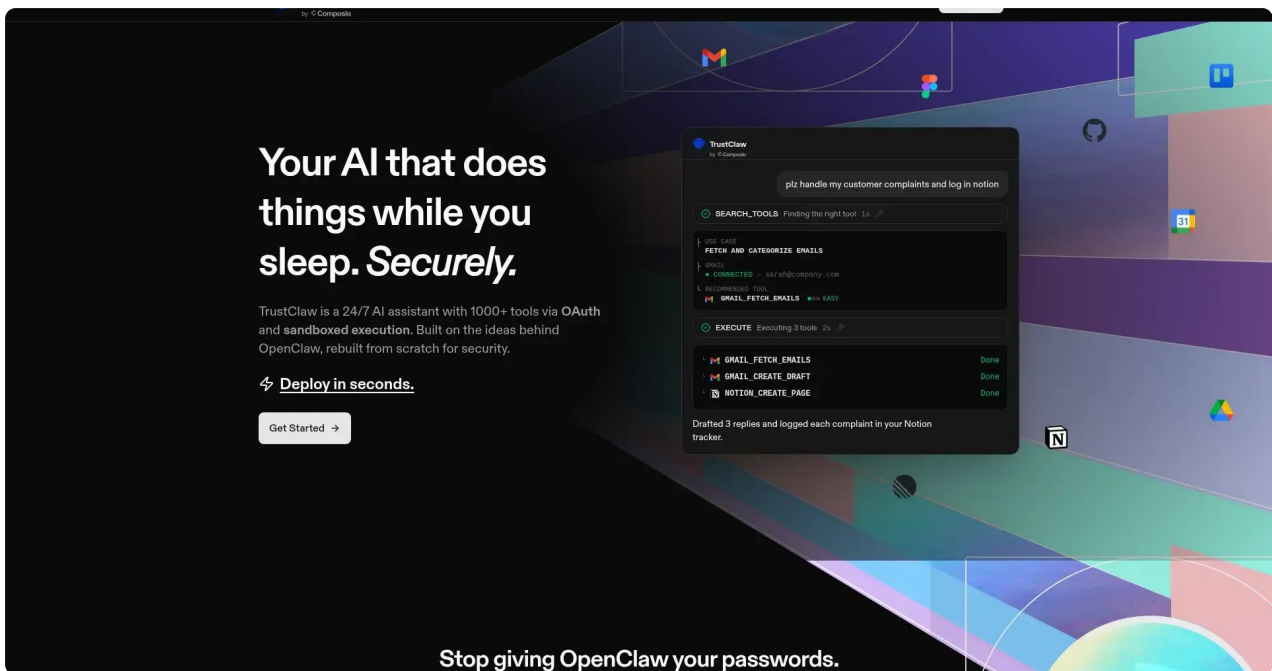 by Composio
Your AI that does
things while you
sleep. Securely.
TrustClaw is a 24/7 AI assistant with 1000+ tools via OAuth
and sandboxed execution. Built on the ideas behind
OpenClaw, rebuilt from scratch for security.
Deploy in seconds.
Get Started →
TrustClaw
by Composio
plz handle my customer complaints and log in notion
SEARCH_TOOLS Finding the right tool 1s
USE CASE
FETCH AND CATEGORIZE EMAILS
GMAIL
CONNECTED — sarah@company.com
RECOMMENDED TOOL
GMAIL_FETCH_EMAILS EASY
EXECUTE Executing 3 tools 2s
GMAIL_FETCH_EMAILS Done
GMAIL_CREATE_DRAFT Done
NOTION_CREATE_PAGE Done
Drafted 3 replies and logged each complaint in your Notion
tracker.
31
N
Stop giving OpenClaw your passwords.